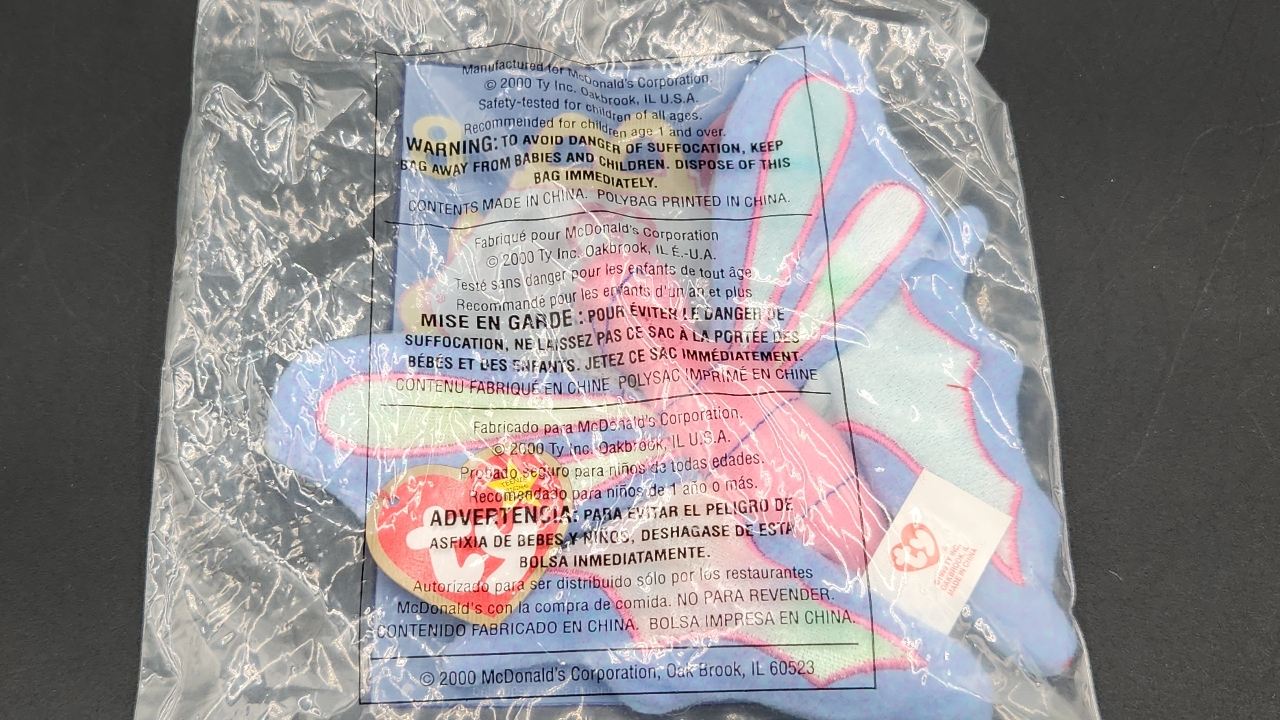 Manufactured for McDonald's Corporation.
© 2000 Ty Inc. Oakbrook, IL U.S.A.
Safety-tested for children of all ages.
Recommended for children age 1 and over.
WARNING: TO AVOID DANGER OF SUFFOCATION, KEEP
BAG AWAY FROM BABIES AND CHILDREN. DISPOSE OF THIS
BAG IMMEDIATELY.
CONTENTS MADE IN CHINA. POLYBAG PRINTED IN CHINA.
Fabriqué pour McDonald's Corporation
© 2000 Ty Inc. Oakbrook, IL É.-U.A.
Testé sans danger pour les enfants de tout âge
Recommandé pour les enfants d'un an et plus
MISE EN GARDE : POUR ÉVITER LE DANGER DE
SUFFOCATION, NE LAISSEZ PAS CE SAC À LA PORTÉE DES
BÉBÉS ET DES ENFANTS. JETEZ CE SAC IMMÉDIATEMENT.
CONTENU FABRIQUÉ EN CHINE POLYSAC IMPRIMÉ EN CHINE
Fabricado para McDonald's Corporation.
© 2000 Ty Inc. Oakbrook, IL U.S.A.
Probado seguro para niños de todas edades.
Recomendado para niños de 1 año o más.
ADVERTENCIA: PARA EVITAR EL PELIGRO DE
ASFIXIA DE BEBES Y NIÑOS, DESHAGASE DE ESTA
BOLSA INMEDIATAMENTE.
Autorizado para ser distribuido sólo por los restaurantes
McDonald's con la compra de comida. NO PARA REVENDER.
CONTENIDO FABRICADO EN CHINA. BOLSA IMPRESA EN CHINA.
© 2000 McDonald's Corporation, Oak Brook, IL 60523
ty
ty
TY INC.
OAKBROOK, IL
MADE IN CHINA